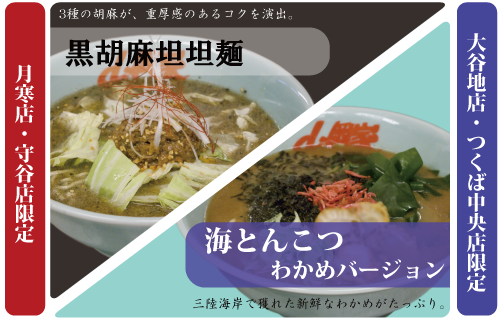 3種の胡麻が、重厚感のあるコクを演出。
黒胡麻坦坦麺
月寒店・守谷店限定
大谷地店・つくば中央店限定
海とんこつ
わかめバージョン
三陸海岸で獲れた新鮮なわかめがたっぷり。